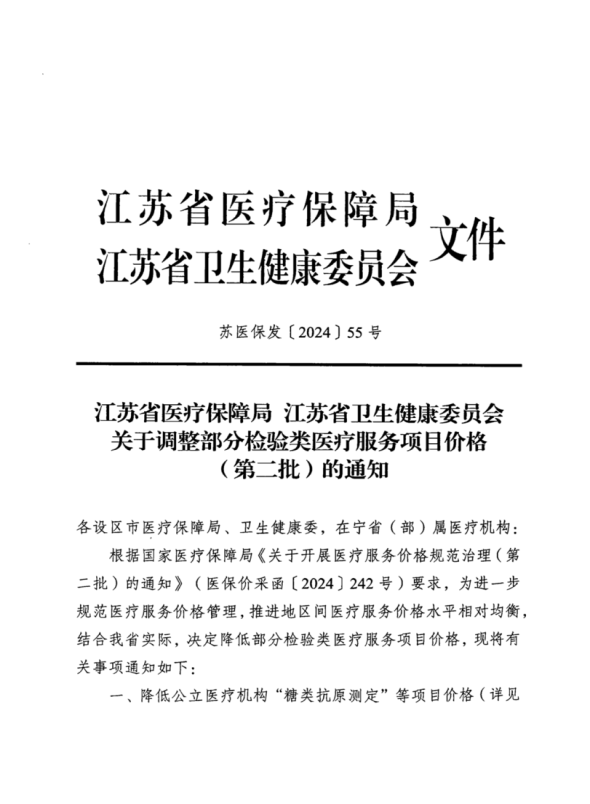 江苏省医疗保障局
江苏省卫生健康委员会
文件
苏医保发〔2024〕55 号
江苏省医疗保障局 江苏省卫生健康委员会
关于调整部分检验类医疗服务项目价格
（第二批）的通知
各设区市医疗保障局、卫生健康委，在宁省（部）属医疗机构：
根据国家医疗保障局《关于开展医疗服务价格规范治理（第
二批）的通知》（医保价采函〔2024〕242 号）要求，为进一步
规范医疗服务价格管理，推进地区间医疗服务价格水平相对均衡，
结合我省实际，决定降低部分检验类医疗服务项目价格，现将有
关事项通知如下：
一、降低公立医疗机构“糖类抗原测定”等项目价格（详见